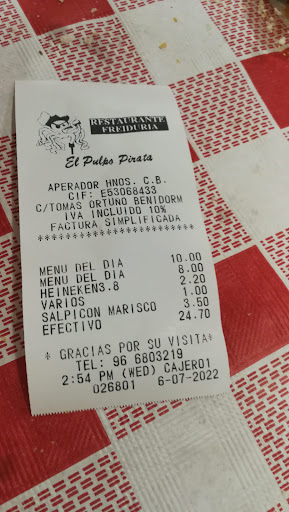 RESTAURANTE
FREIDURIA
El Pulpo Pirata
APERADOR HNOS. C.B.
CIF: E53068433
C/TOMAS ORTUÑO BENIDORM
IVA INCLUIDO 10%
FACTURA SIMPLIFICADA
************************
MENU DEL DIA 10.00
MENU DEL DIA 8.00
HEINEKEN3.8 2.20
VARIOS 1.00
SALPICON MARISCO 3.50
EFECTIVO 24.70
* GRACIAS POR SU VISITA*
TEL: 96 6803219
2:54 PM (WED) CAJERO1
026801 6-07-2022